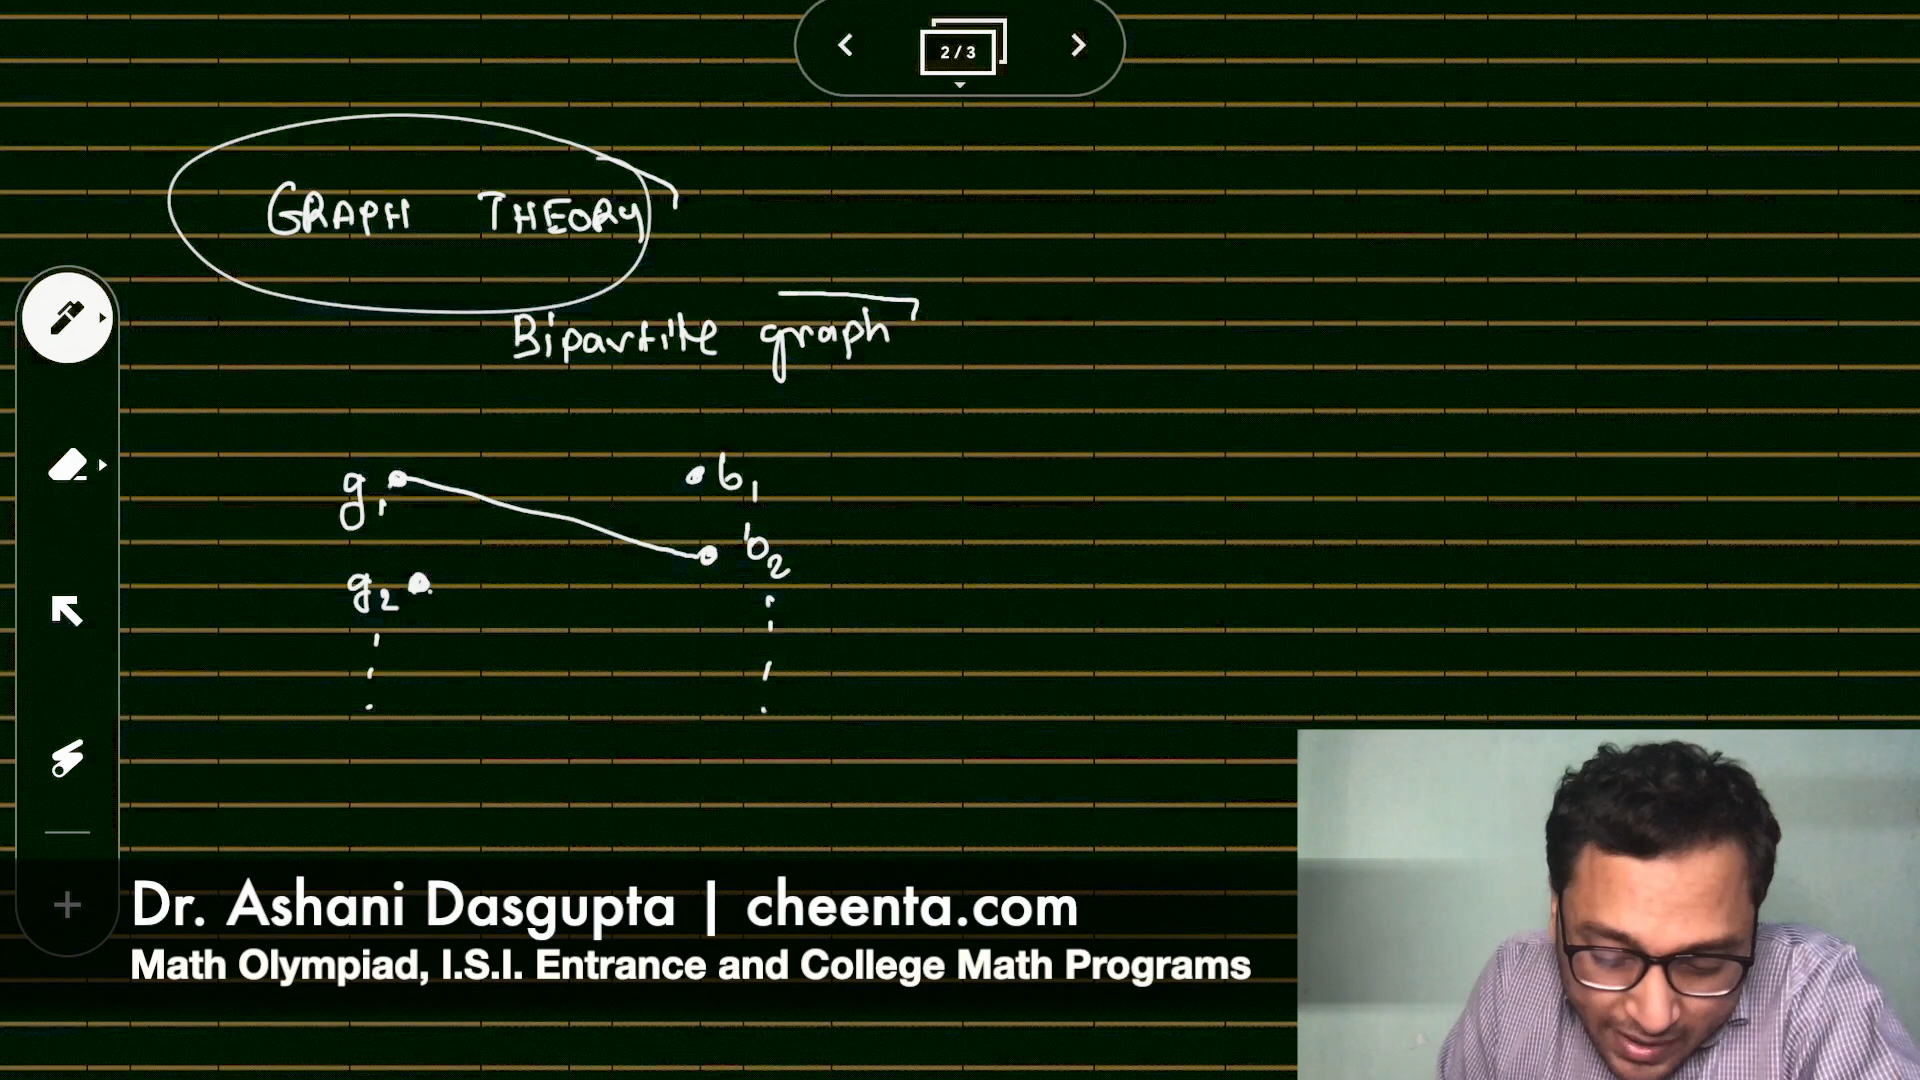 2 / 3
GRAPH THEORY
Bipartite graph
g1 b1
b2
g2
Dr. Ashani Dasgupta | cheenta.com
Math Olympiad, I.S.I. Entrance and College Math Programs